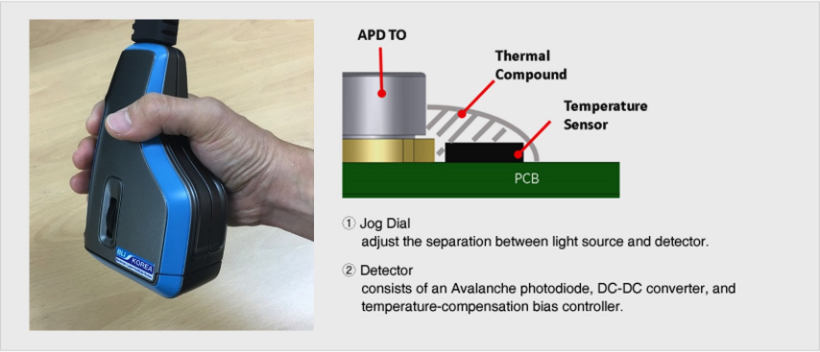 APD TO
Thermal
Compound
Temperature
Sensor
PCB
① Jog Dial
adjust the separation between light source and detector.
② Detector
consists of an Avalanche photodiode, DC-DC converter, and
temperature-compensation bias controller.
KOREA